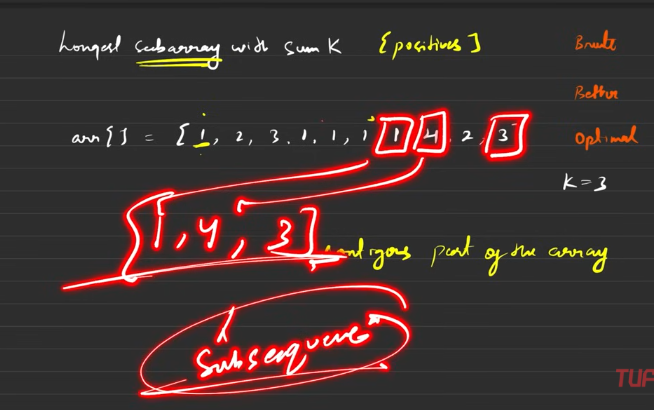 Longest subarray with sum K [positives] Brute
Better
arr[] = {1, 2, 3, 1, 1, 1, 1, 4, 2, 3} Optimal
K = 3
[1, 4, 3]
part of the array
Subsequence
TUF